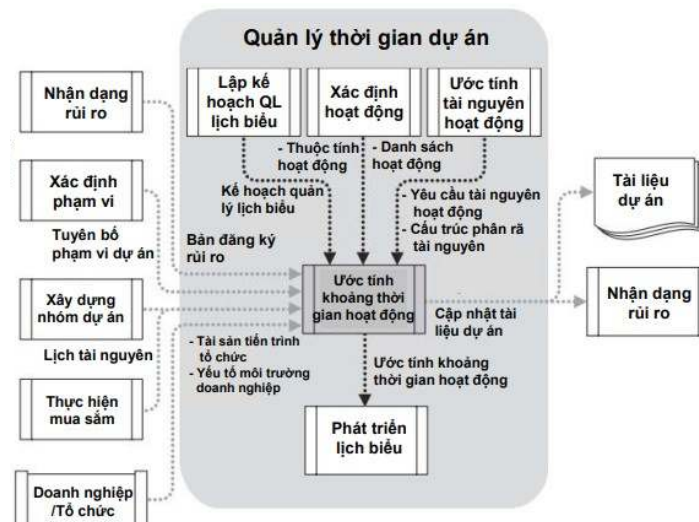 Quản lý thời gian dự án
Nhận dạng
rủi ro
Lập kế
hoạch QL
lịch biểu
Xác định
hoạt động
Ước tính
tài nguyên
hoạt động
- Thuộc tính
hoạt động
- Danh sách
hoạt động
Xác định
phạm vi
Kế hoạch quản
lý lịch biểu
- Yêu cầu tài nguyên
hoạt động
- Cấu trúc phân rã
tài nguyên
Tài liệu
dự án
Tuyên bố
phạm vi dự án
Bản đăng ký
rủi ro
Xây dựng
nhóm dự án
Ước tính
khoảng thời
gian hoạt động
Cập nhật tài
liệu dự án
Nhận dạng
rủi ro
Lịch tài nguyên
- Tài sản tiến trình
tổ chức
- Yếu tố môi trường
doanh nghiệp
Ước tính khoảng
thời gian hoạt động
Thực hiện
mua sắm
Phát triển
lịch biểu
Doanh nghiệp
/Tổ chức